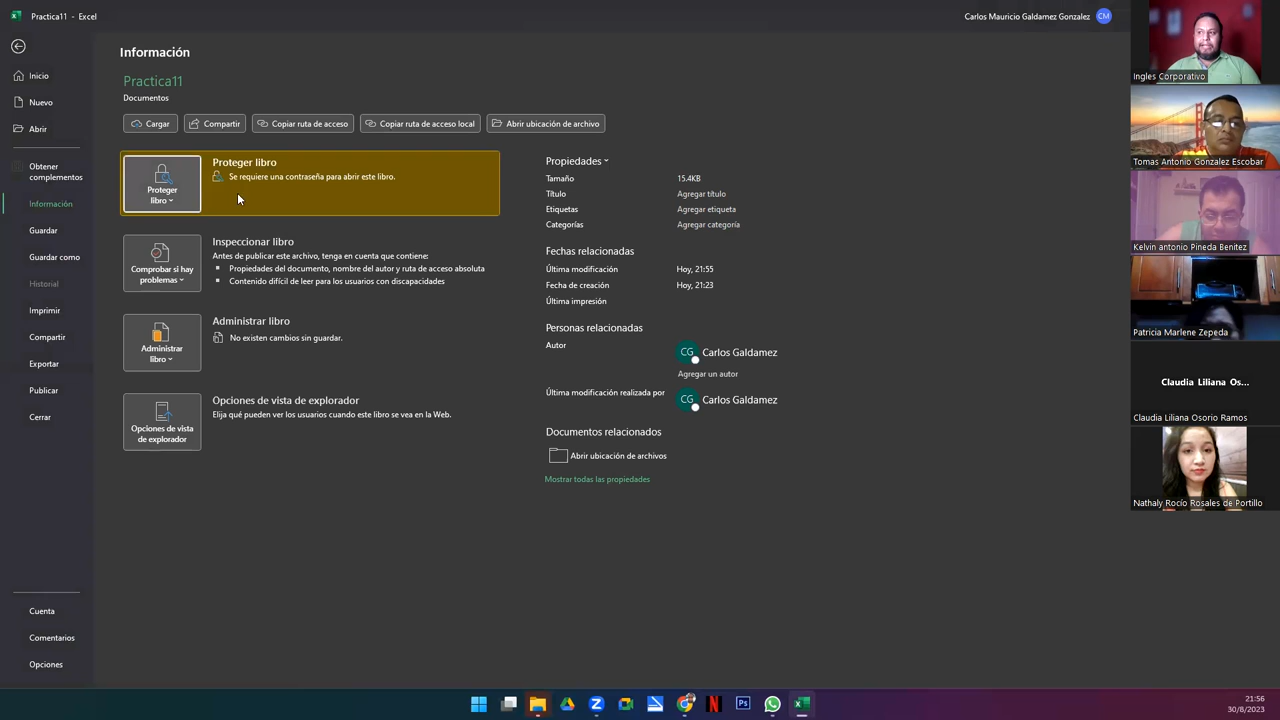 Practica11 - Excel
Carlos Mauricio Galdamez Gonzalez
CM
Información
Inicio
Nuevo
Abrir
Obtener
complementos
Información
Guardar
Guardar como
Historial
Imprimir
Compartir
Exportar
Publicar
Cerrar
Cuenta
Comentarios
Opciones
Practica11
Documentos
Cargar
Compartir
Copiar ruta de acceso
Copiar ruta de acceso local
Abrir ubicación de archivo
Proteger
libro
Proteger libro
Se requiere una contraseña para abrir este libro.
Comprobar si hay
problemas
Inspeccionar libro
Antes de publicar este archivo, tenga en cuenta que contiene:
Propiedades del documento, nombre del autor y ruta de acceso absoluta
Contenido difícil de leer para los usuarios con discapacidades
Administrar
libro
Administrar libro
No existen cambios sin guardar.
Opciones de vista
de explorador
Opciones de vista de explorador
Elija qué pueden ver los usuarios cuando este libro se vea en la Web.
Propiedades
Tamaño 15.4KB
Título Agregar título
Etiquetas Agregar etiqueta
Categorías Agregar categoría
Fechas relacionadas
Última modificación Hoy, 21:55
Fecha de creación Hoy, 21:23
Última impresión
Personas relacionadas
Autor
CG Carlos Galdamez
Agregar un autor
Última modificación realizada por
CG Carlos Galdamez
Documentos relacionados
Abrir ubicación de archivos
Mostrar todas las propiedades
Ingles Corporativo
Tomas Antonio Gonzalez Escobar
Kelvin antonio Pineda Benitez
Patricia Marlene Zepeda
Claudia Liliana Os...
Claudia Liliana Osorio Ramos
Nathaly Rocío Rosales de Portillo
Ps
21:56
30/8/2023